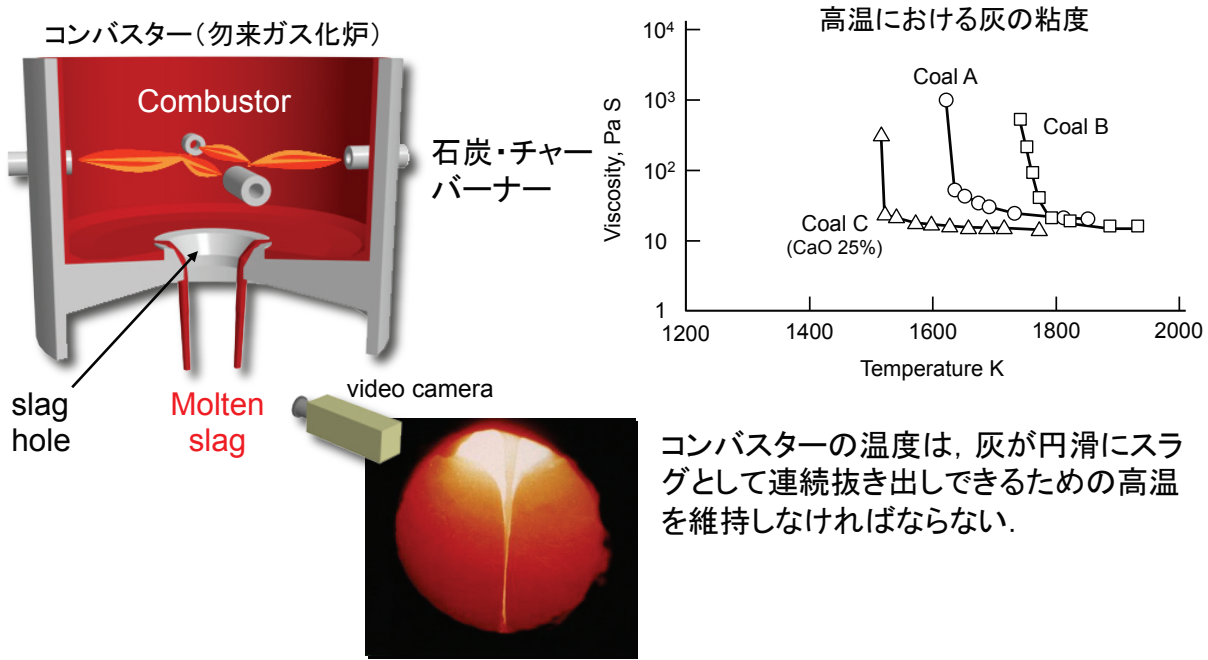 コンバスター（勿来ガス化炉）
Combustor
石炭・チャー
バーナー
slag
hole
Molten
slag
video camera
高温における灰の粘度
Viscosity, Pa S
10⁴
10³
10²
10
1
1200
1400
1600
1800
2000
Temperature K
Coal A
Coal B
Coal C
(CaO 25%)
コンバスターの温度は，灰が円滑にスラ
グとして連続抜き出しできるための高温
を維持しなければならない．